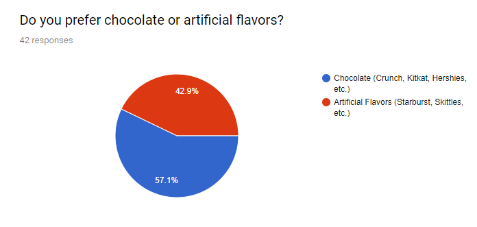 Do you prefer chocolate or artificial flavors?
42 responses
42.9%
57.1%
Chocolate (Crunch, Kitkat, Hershies,
etc.)
Artificial Flavors (Starburst, Skittles,
etc.)